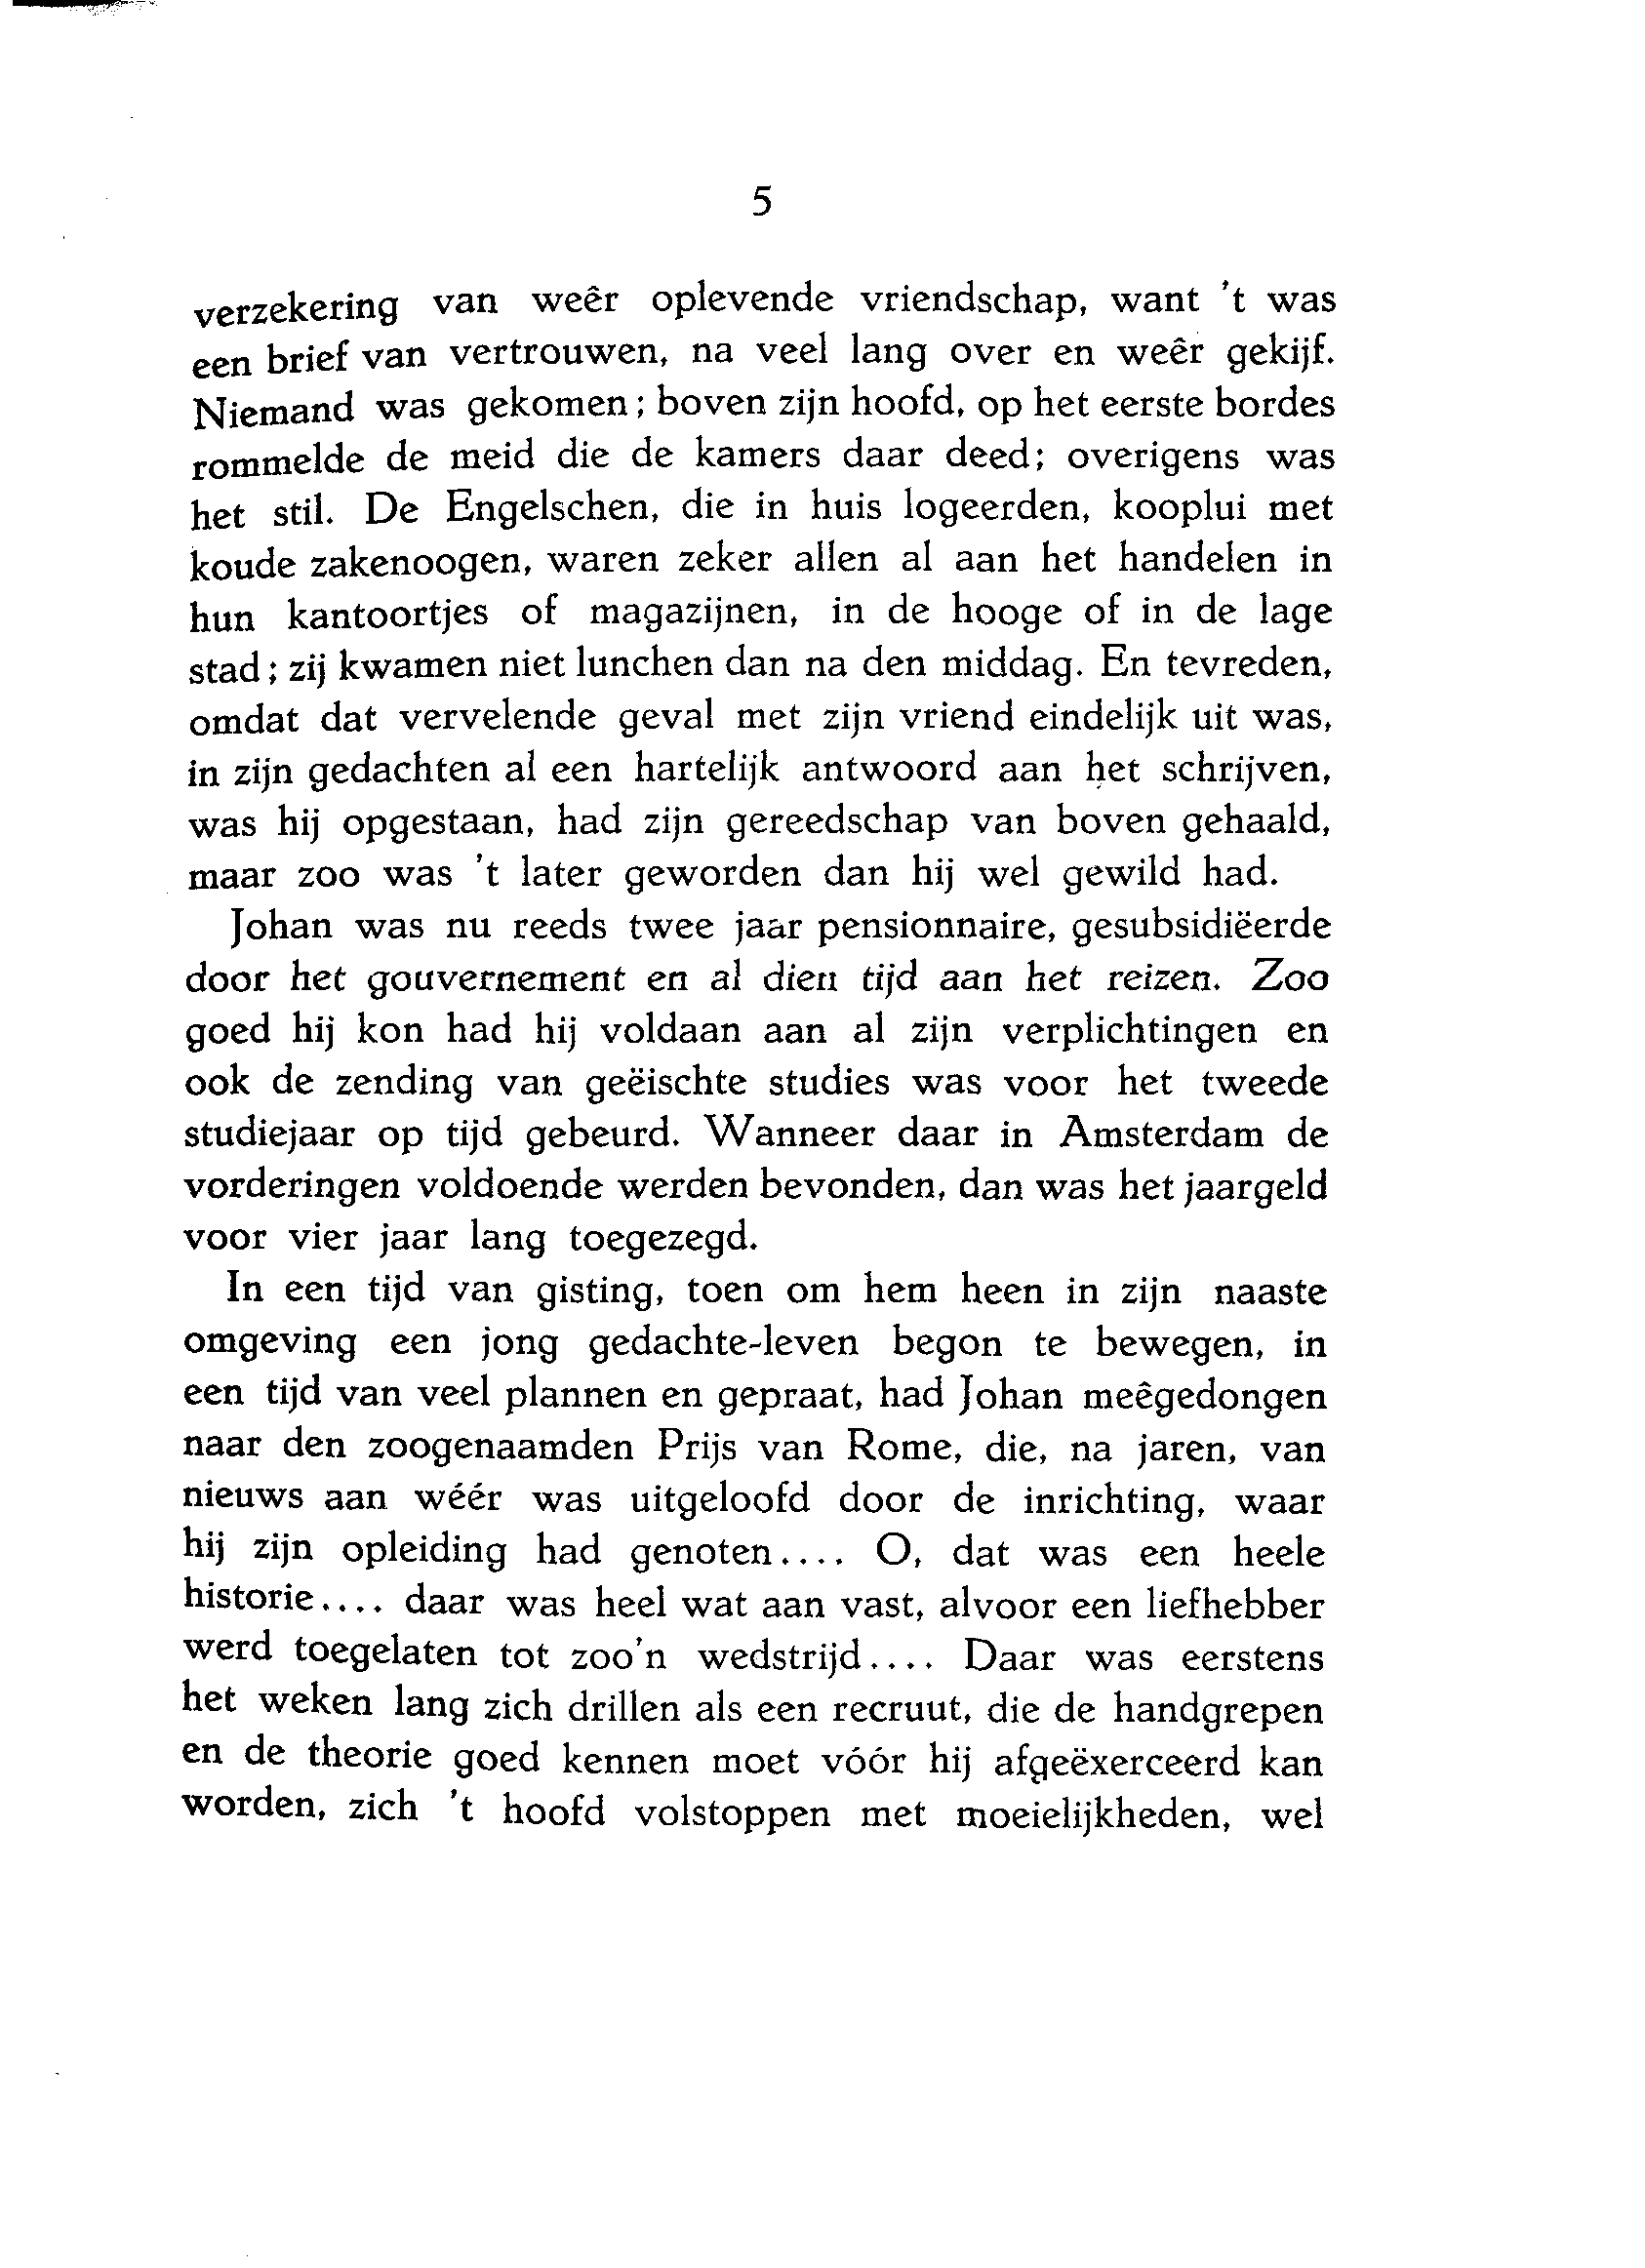 5
verzekering van weêr oplevende vriendschap, want 't was
een brief van vertrouwen, na veel lang over en weêr gekijf.
Niemand was gekomen; boven zijn hoofd, op het eerste bordes
rommelde de meid die de kamers daar deed; overigens was
het stil. De Engelschen, die in huis logeerden, kooplui met
koude zakenoogen, waren zeker allen al aan het handelen in
hun kantoortjes of magazijnen, in de hooge of in de lage
stad; zij kwamen niet lunchen dan na den middag. En tevreden,
omdat dat vervelende geval met zijn vriend eindelijk uit was,
in zijn gedachten al een hartelijk antwoord aan het schrijven,
was hij opgestaan, had zijn gereedschap van boven gehaald,
maar zoo was 't later geworden dan hij wel gewild had.
Johan was nu reeds twee jaar pensionnaire, gesubsidiëerde
door het gouvernement en al dien tijd aan het reizen. Zoo
goed hij kon had hij voldaan aan al zijn verplichtingen en
ook de zending van geëischte studies was voor het tweede
studiejaar op tijd gebeurd. Wanneer daar in Amsterdam de
vorderingen voldoende werden bevonden, dan was het jaargeld
voor vier jaar lang toegezegd.
In een tijd van gisting, toen om hem heen in zijn naaste
omgeving een jong gedachte-leven begon te bewegen, in
een tijd van veel plannen en gepraat, had Johan meêgedongen
naar den zoogenaamden Prijs van Rome, die, na jaren, van
nieuws aan wéér was uitgeloofd door de inrichting, waar
hij zijn opleiding had genoten.... O, dat was een heele
historie.... daar was heel wat aan vast, alvoor een liefhebber
werd toegelaten tot zoo'n wedstrijd.... Daar was eerstens
het weken lang zich drillen als een recruut, die de handgrepen
en de theorie goed kennen moet vóór hij afgeëxerceerd kan
worden, zich 't hoofd volstoppen met moeielijkheden, wel